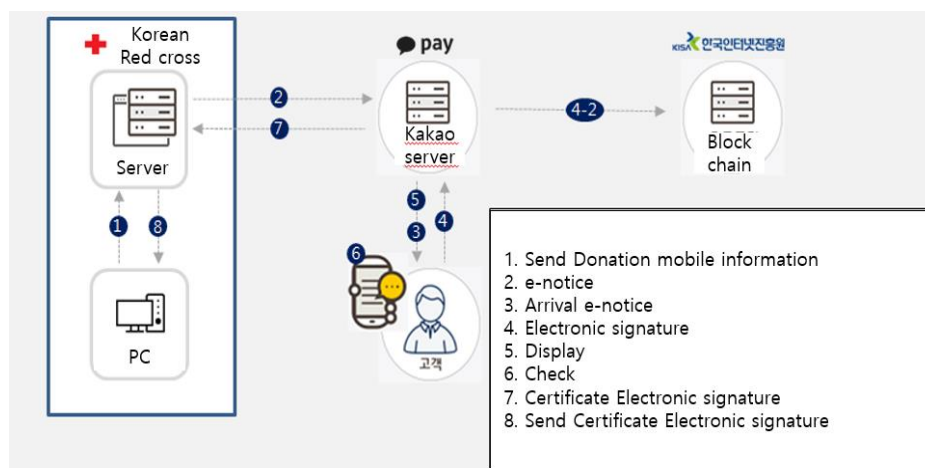 Korean
Red cross
pay
KISA 한국인터넷진흥원
2
7
4-2
Server
Kakao
server
Block
chain
1
8
5
3
4
6
PC
고객
1. Send Donation mobile information
2. e-notice
3. Arrival e-notice
4. Electronic signature
5. Display
6. Check
7. Certificate Electronic signature
8. Send Certificate Electronic signature